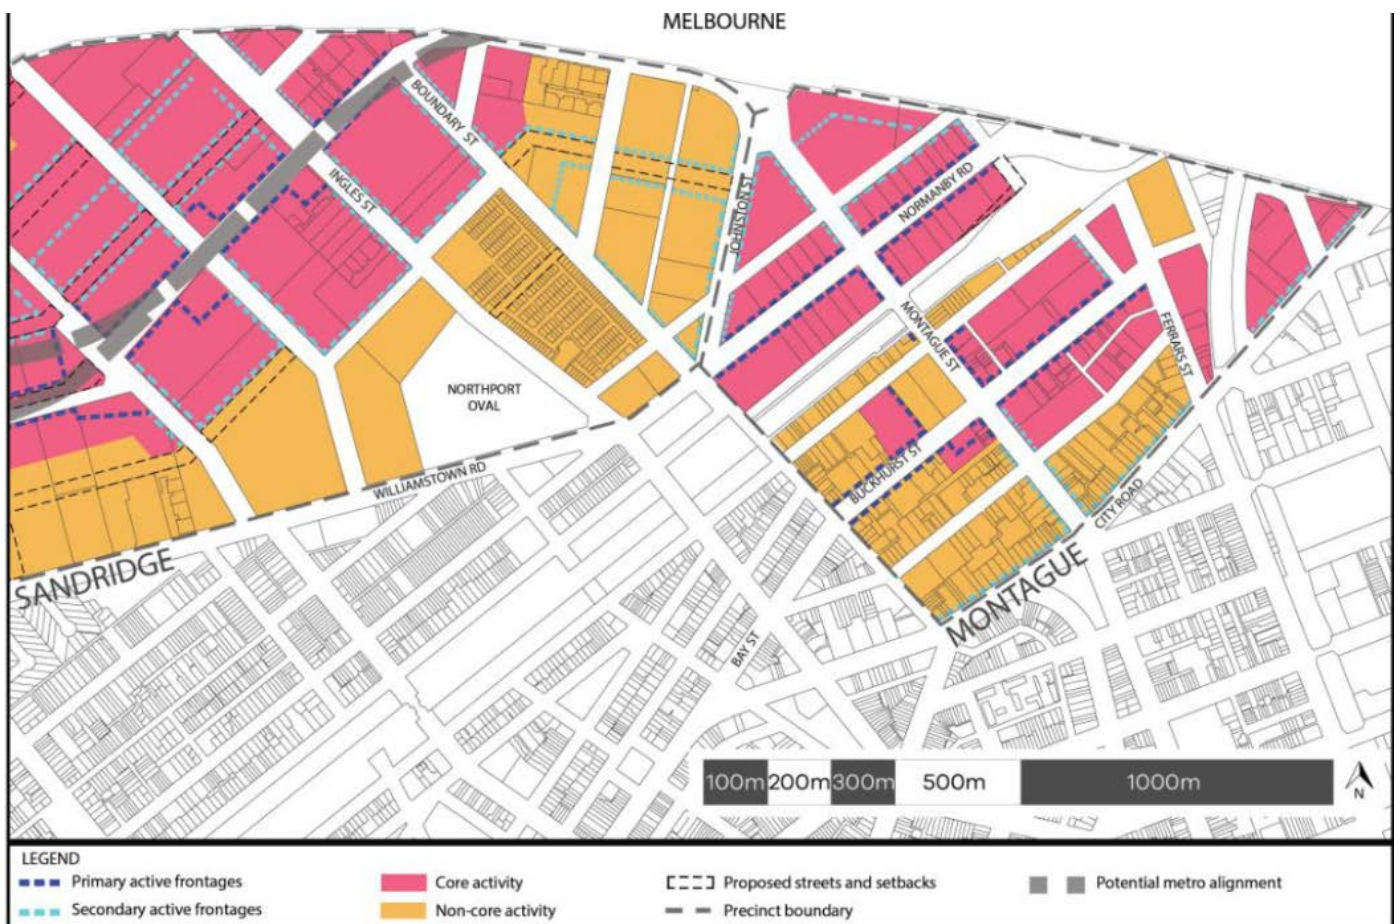 MELBOURNE
BOUNDARY ST
INGLES ST
JOHNSTON ST
NORMANBY RD
MONTAGUE ST
FERRARS ST
NORTHPORT
OVAL
BUCKHURST ST
WILLIAMSTOWN RD
CITY ROAD
SANDRIDGE
MONTAGUE
BAY ST
100m 200m 300m 500m 1000m
N
LEGEND
Primary active frontages
Core activity
Proposed streets and setbacks
Potential metro alignment
Secondary active frontages
Non-core activity
Precinct boundary